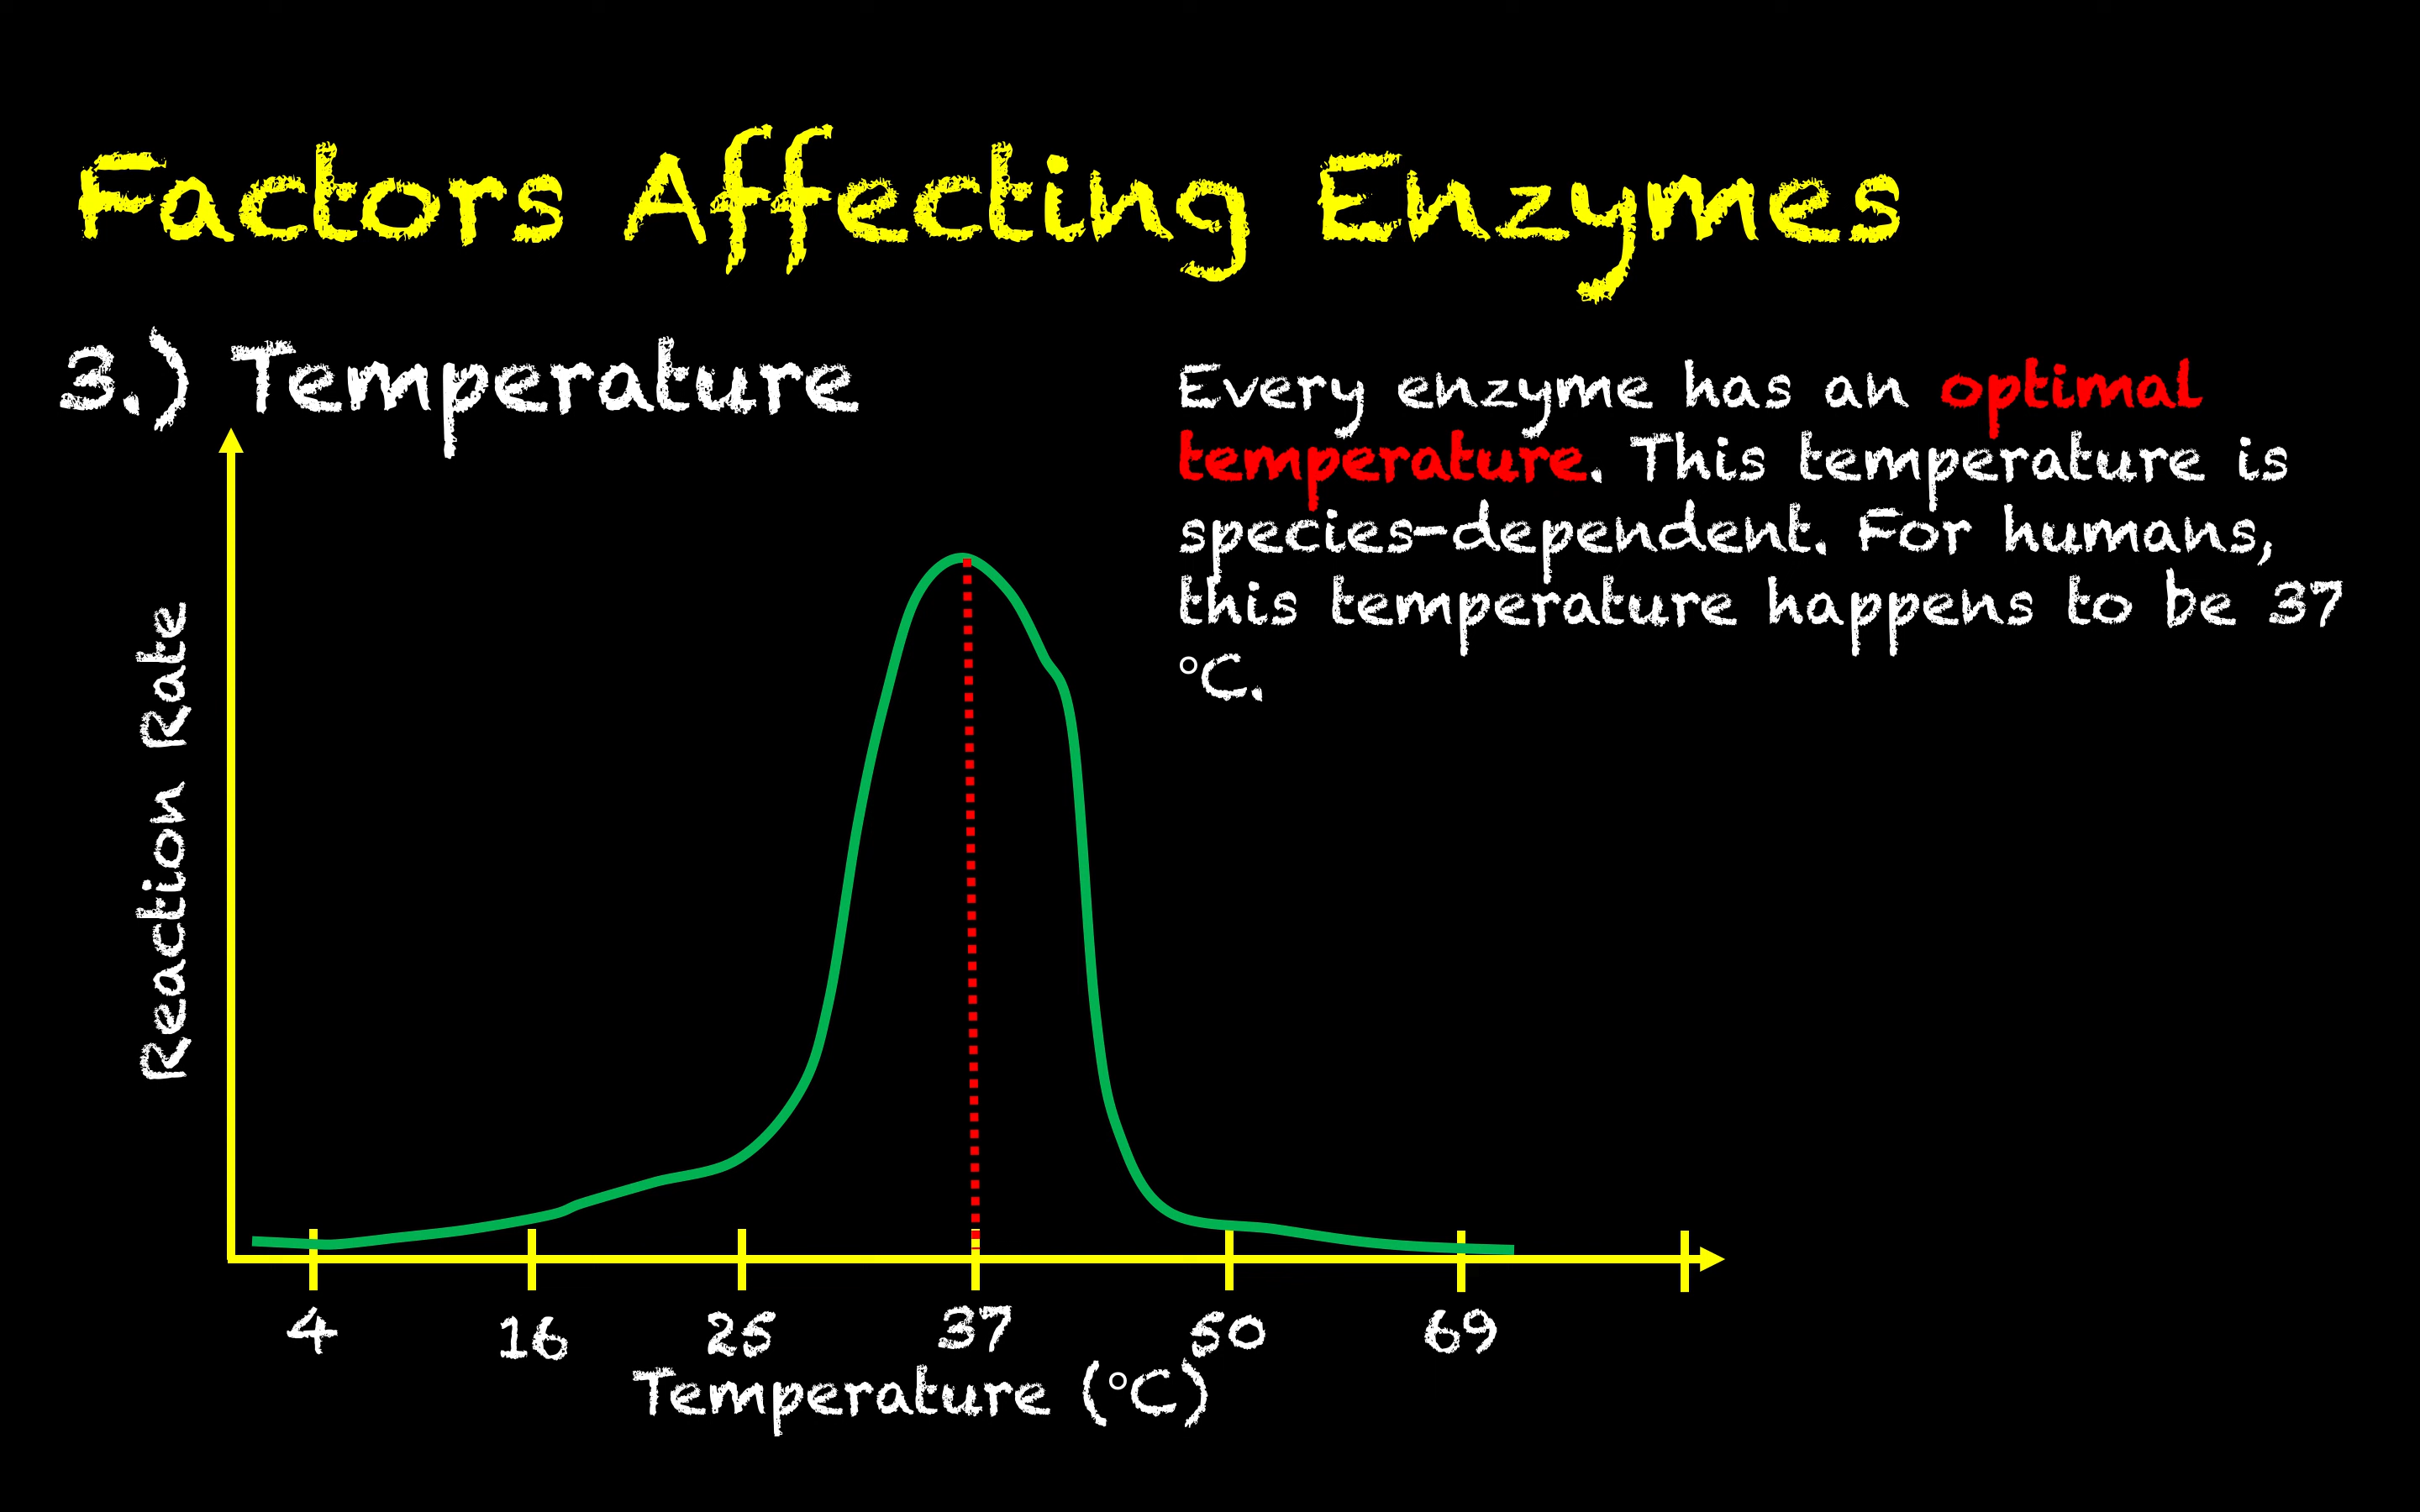 Factors Affecting Enzymes
3.) Temperature
Every enzyme has an optimal
temperature. This temperature is
species-dependent. For humans,
this temperature happens to be 37
°C.
Reaction Rate
4 16 25 37 50 69
Temperature (°C)